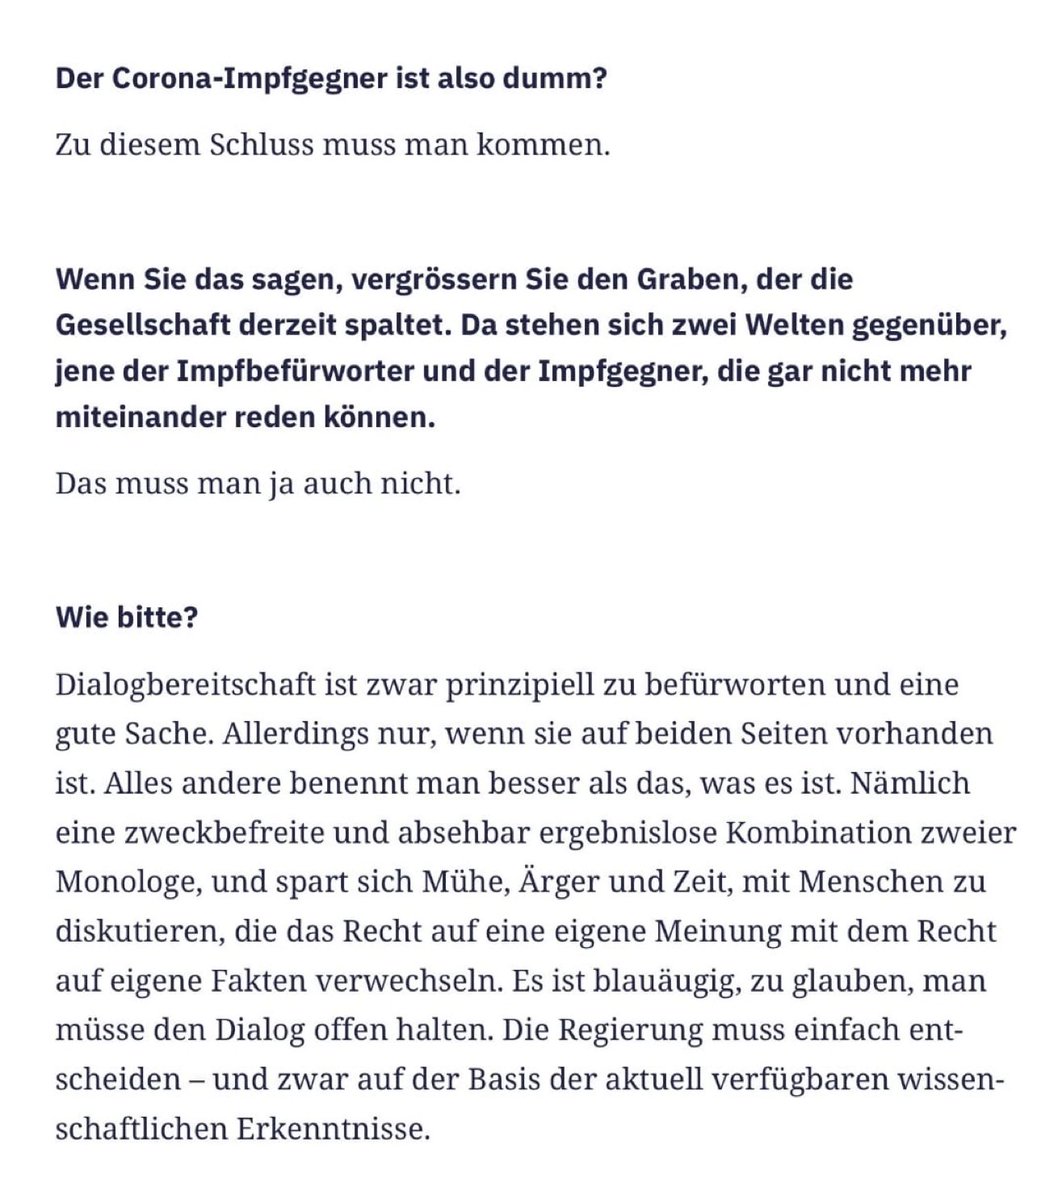 Der Corona-Impfgegner ist also dumm?
Zu diesem Schluss muss man kommen.
Wenn Sie das sagen, vergrössern Sie den Graben, der die
Gesellschaft derzeit spaltet. Da stehen sich zwei Welten gegenüber,
jene der Impfbefürworter und der Impfgegner, die gar nicht mehr
miteinander reden können.
Das muss man ja auch nicht.
Wie bitte?
Dialogbereitschaft ist zwar prinzipiell zu befürworten und eine
gute Sache. Allerdings nur, wenn sie auf beiden Seiten vorhanden
ist. Alles andere benennt man besser als das, was es ist. Nämlich
eine zweckbefreite und absehbar ergebnislose Kombination zweier
Monologe, und spart sich Mühe, Ärger und Zeit, mit Menschen zu
diskutieren, die das Recht auf eine eigene Meinung mit dem Recht
auf eigene Fakten verwechseln. Es ist blauäugig, zu glauben, man
müsse den Dialog offen halten. Die Regierung muss einfach ent-
scheiden – und zwar auf der Basis der aktuell verfügbaren wissen-
schaftlichen Erkenntnisse.